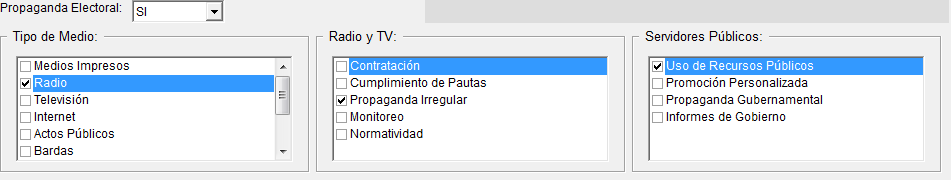 Propaganda Electoral: SI
Tipo de Medio:
Medios Impresos
Radio
Televisión
Internet
Actos Públicos
Bardas
Radio y TV:
Contratación
Cumplimiento de Pautas
Propaganda Irregular
Monitoreo
Normatividad
Servidores Públicos:
Uso de Recursos Públicos
Promoción Personalizada
Propaganda Gubernamental
Informes de Gobierno